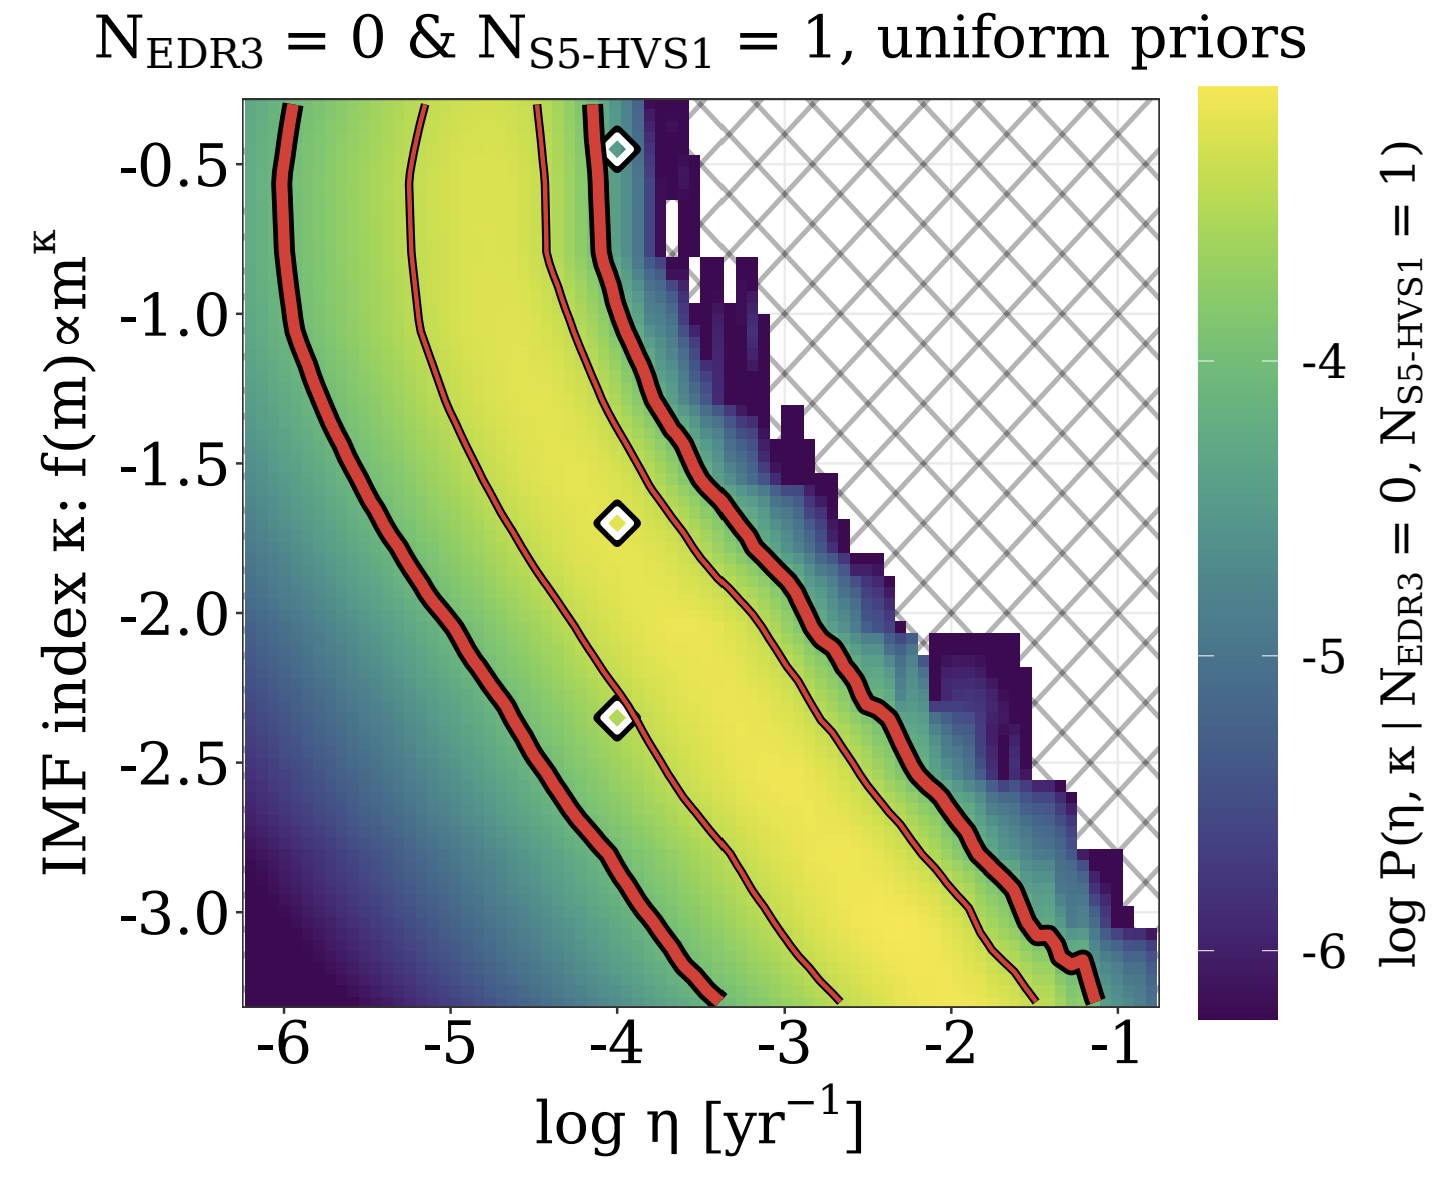 N_EDR3 = 0 & N_S5-HVS1 = 1, uniform priors
IMF index κ: f(m)∝m^κ
-0.5
-1.0
-1.5
-2.0
-2.5
-3.0
-6 -5 -4 -3 -2 -1
log η [yr^−1]
-4
-5
-6
log P(η, κ | N_EDR3 = 0, N_S5-HVS1 = 1)